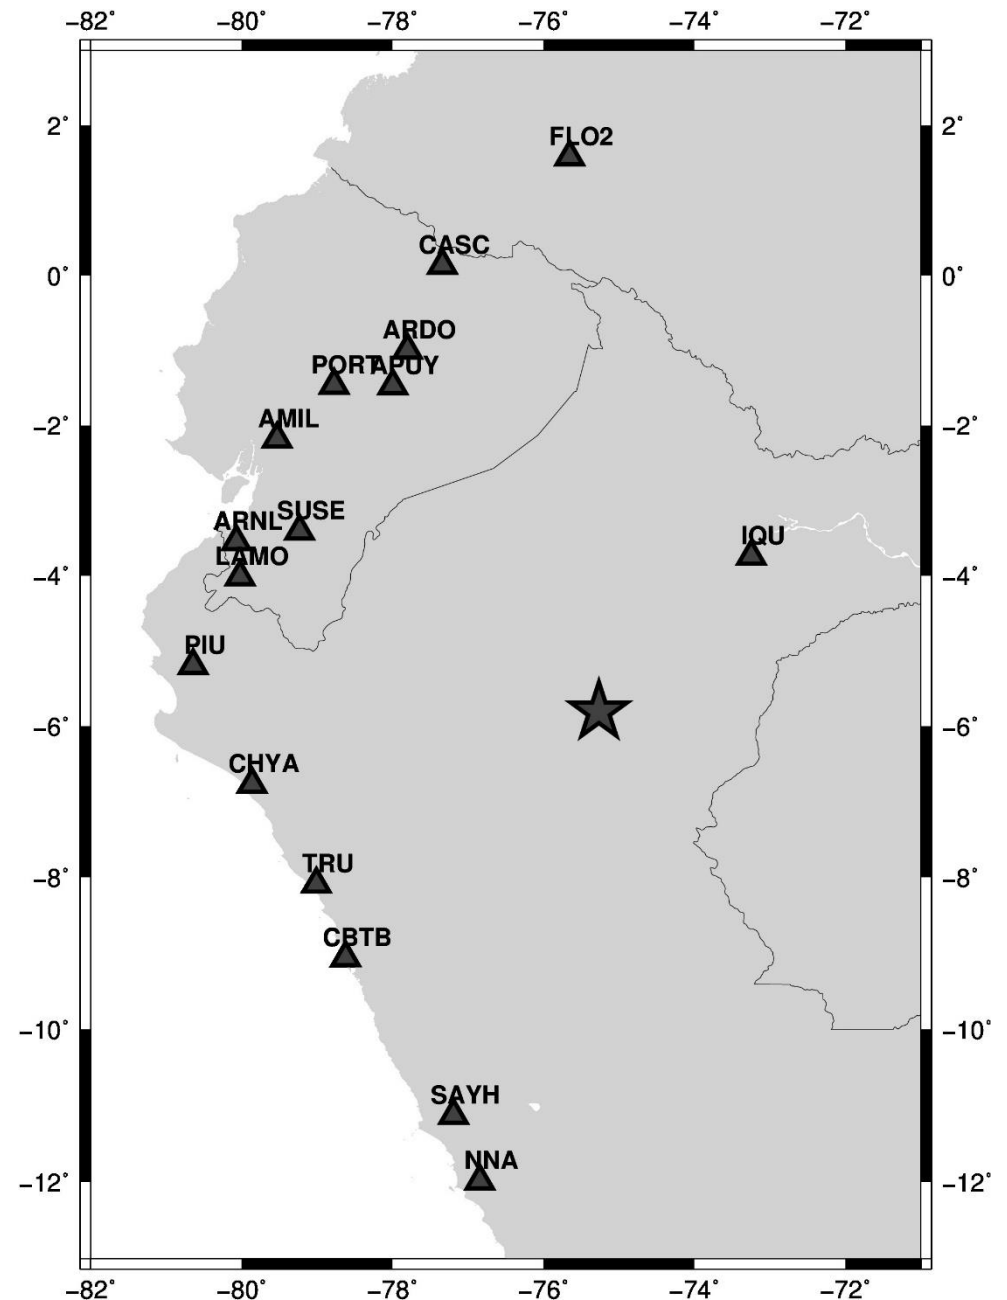 −82˚ −80˚ −78˚ −76˚ −74˚ −72˚
2˚ 2˚
FLO2
CASC
0˚ 0˚
ARDO
PORT APUY
AMIL
−2˚ −2˚
SUSE
ARNL
IQU
LAMO
−4˚ −4˚
PIU
−6˚ −6˚
CHYA
TRU
−8˚ −8˚
CBTB
−10˚ −10˚
SAYH
NNA
−12˚ −12˚
−82˚ −80˚ −78˚ −76˚ −74˚ −72˚